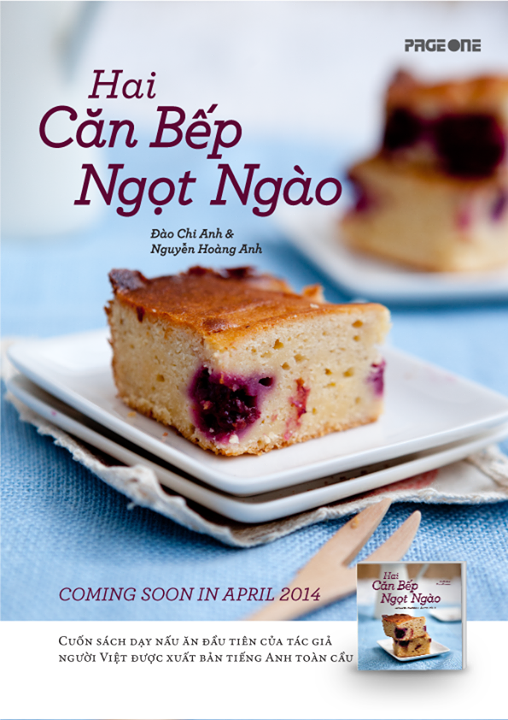 PAGE ONE
Hai
Căn Bếp
Ngọt Ngào
Đào Chi Anh &
Nguyễn Hoàng Anh
COMING SOON IN APRIL 2014
Hai
Căn Bếp
Ngọt Ngào
CUỐN SÁCH DẠY NẤU ĂN ĐẦU TIÊN CỦA TÁC GIẢ
NGƯỜI VIỆT ĐƯỢC XUẤT BẢN TIẾNG ANH TOÀN CẦU